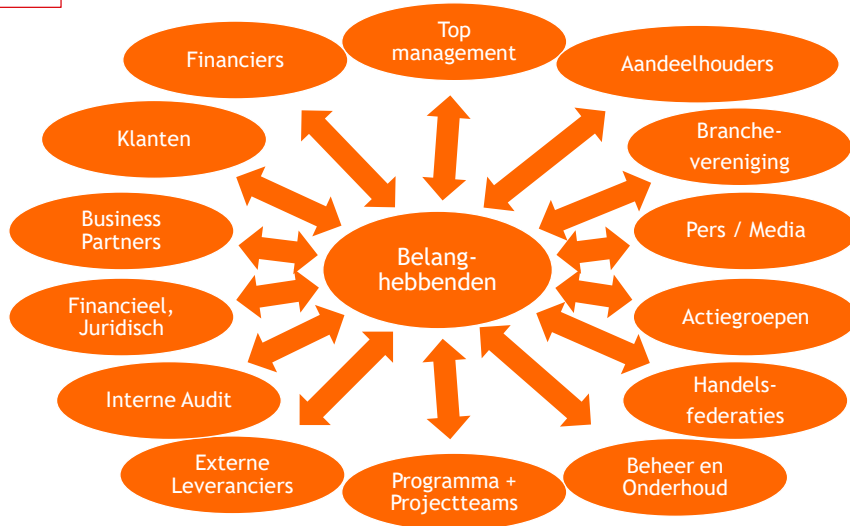 Top
management
Financiers
Aandeelhouders
Klanten
Branche-
vereniging
Business
Partners
Pers / Media
Belang-
hebbenden
Financieel,
Juridisch
Actiegroepen
Interne Audit
Handels-
federaties
Externe
Leveranciers
Programma +
Projectteams
Beheer en
Onderhoud